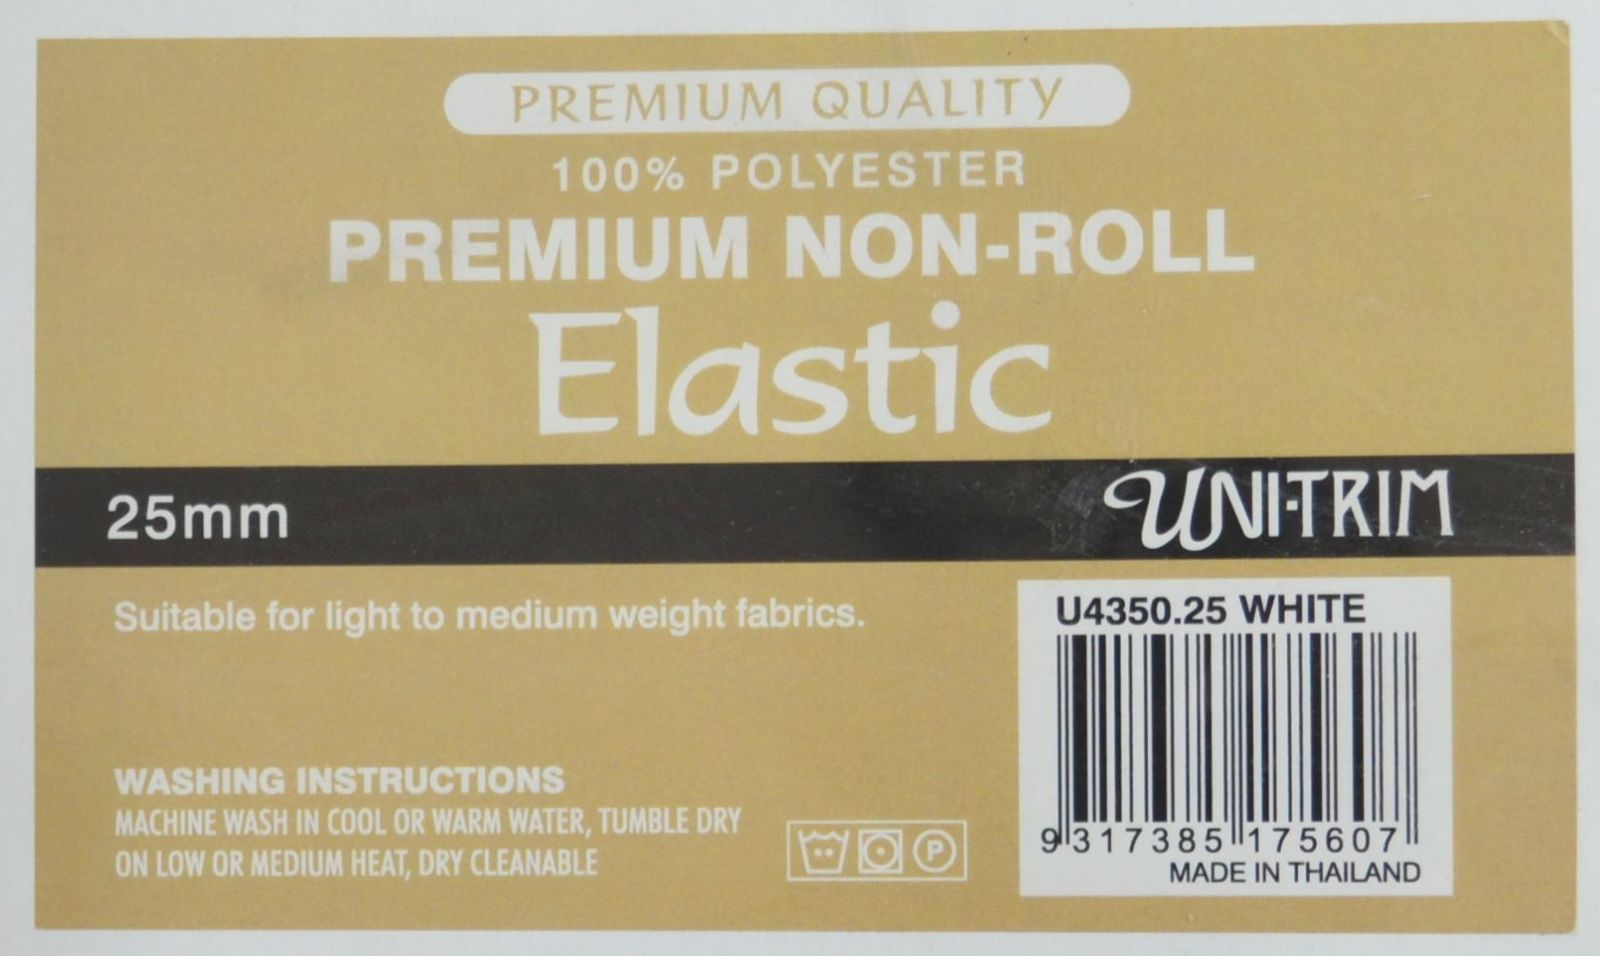 PREMIUM QUALITY
100% POLYESTER
PREMIUM NON-ROLL
Elastic
25mm
UNI-TRIM
Suitable for light to medium weight fabrics.
U4350.25 WHITE
9 317385 175607
MADE IN THAILAND
WASHING INSTRUCTIONS
MACHINE WASH IN COOL OR WARM WATER, TUMBLE DRY
ON LOW OR MEDIUM HEAT, DRY CLEANABLE
P